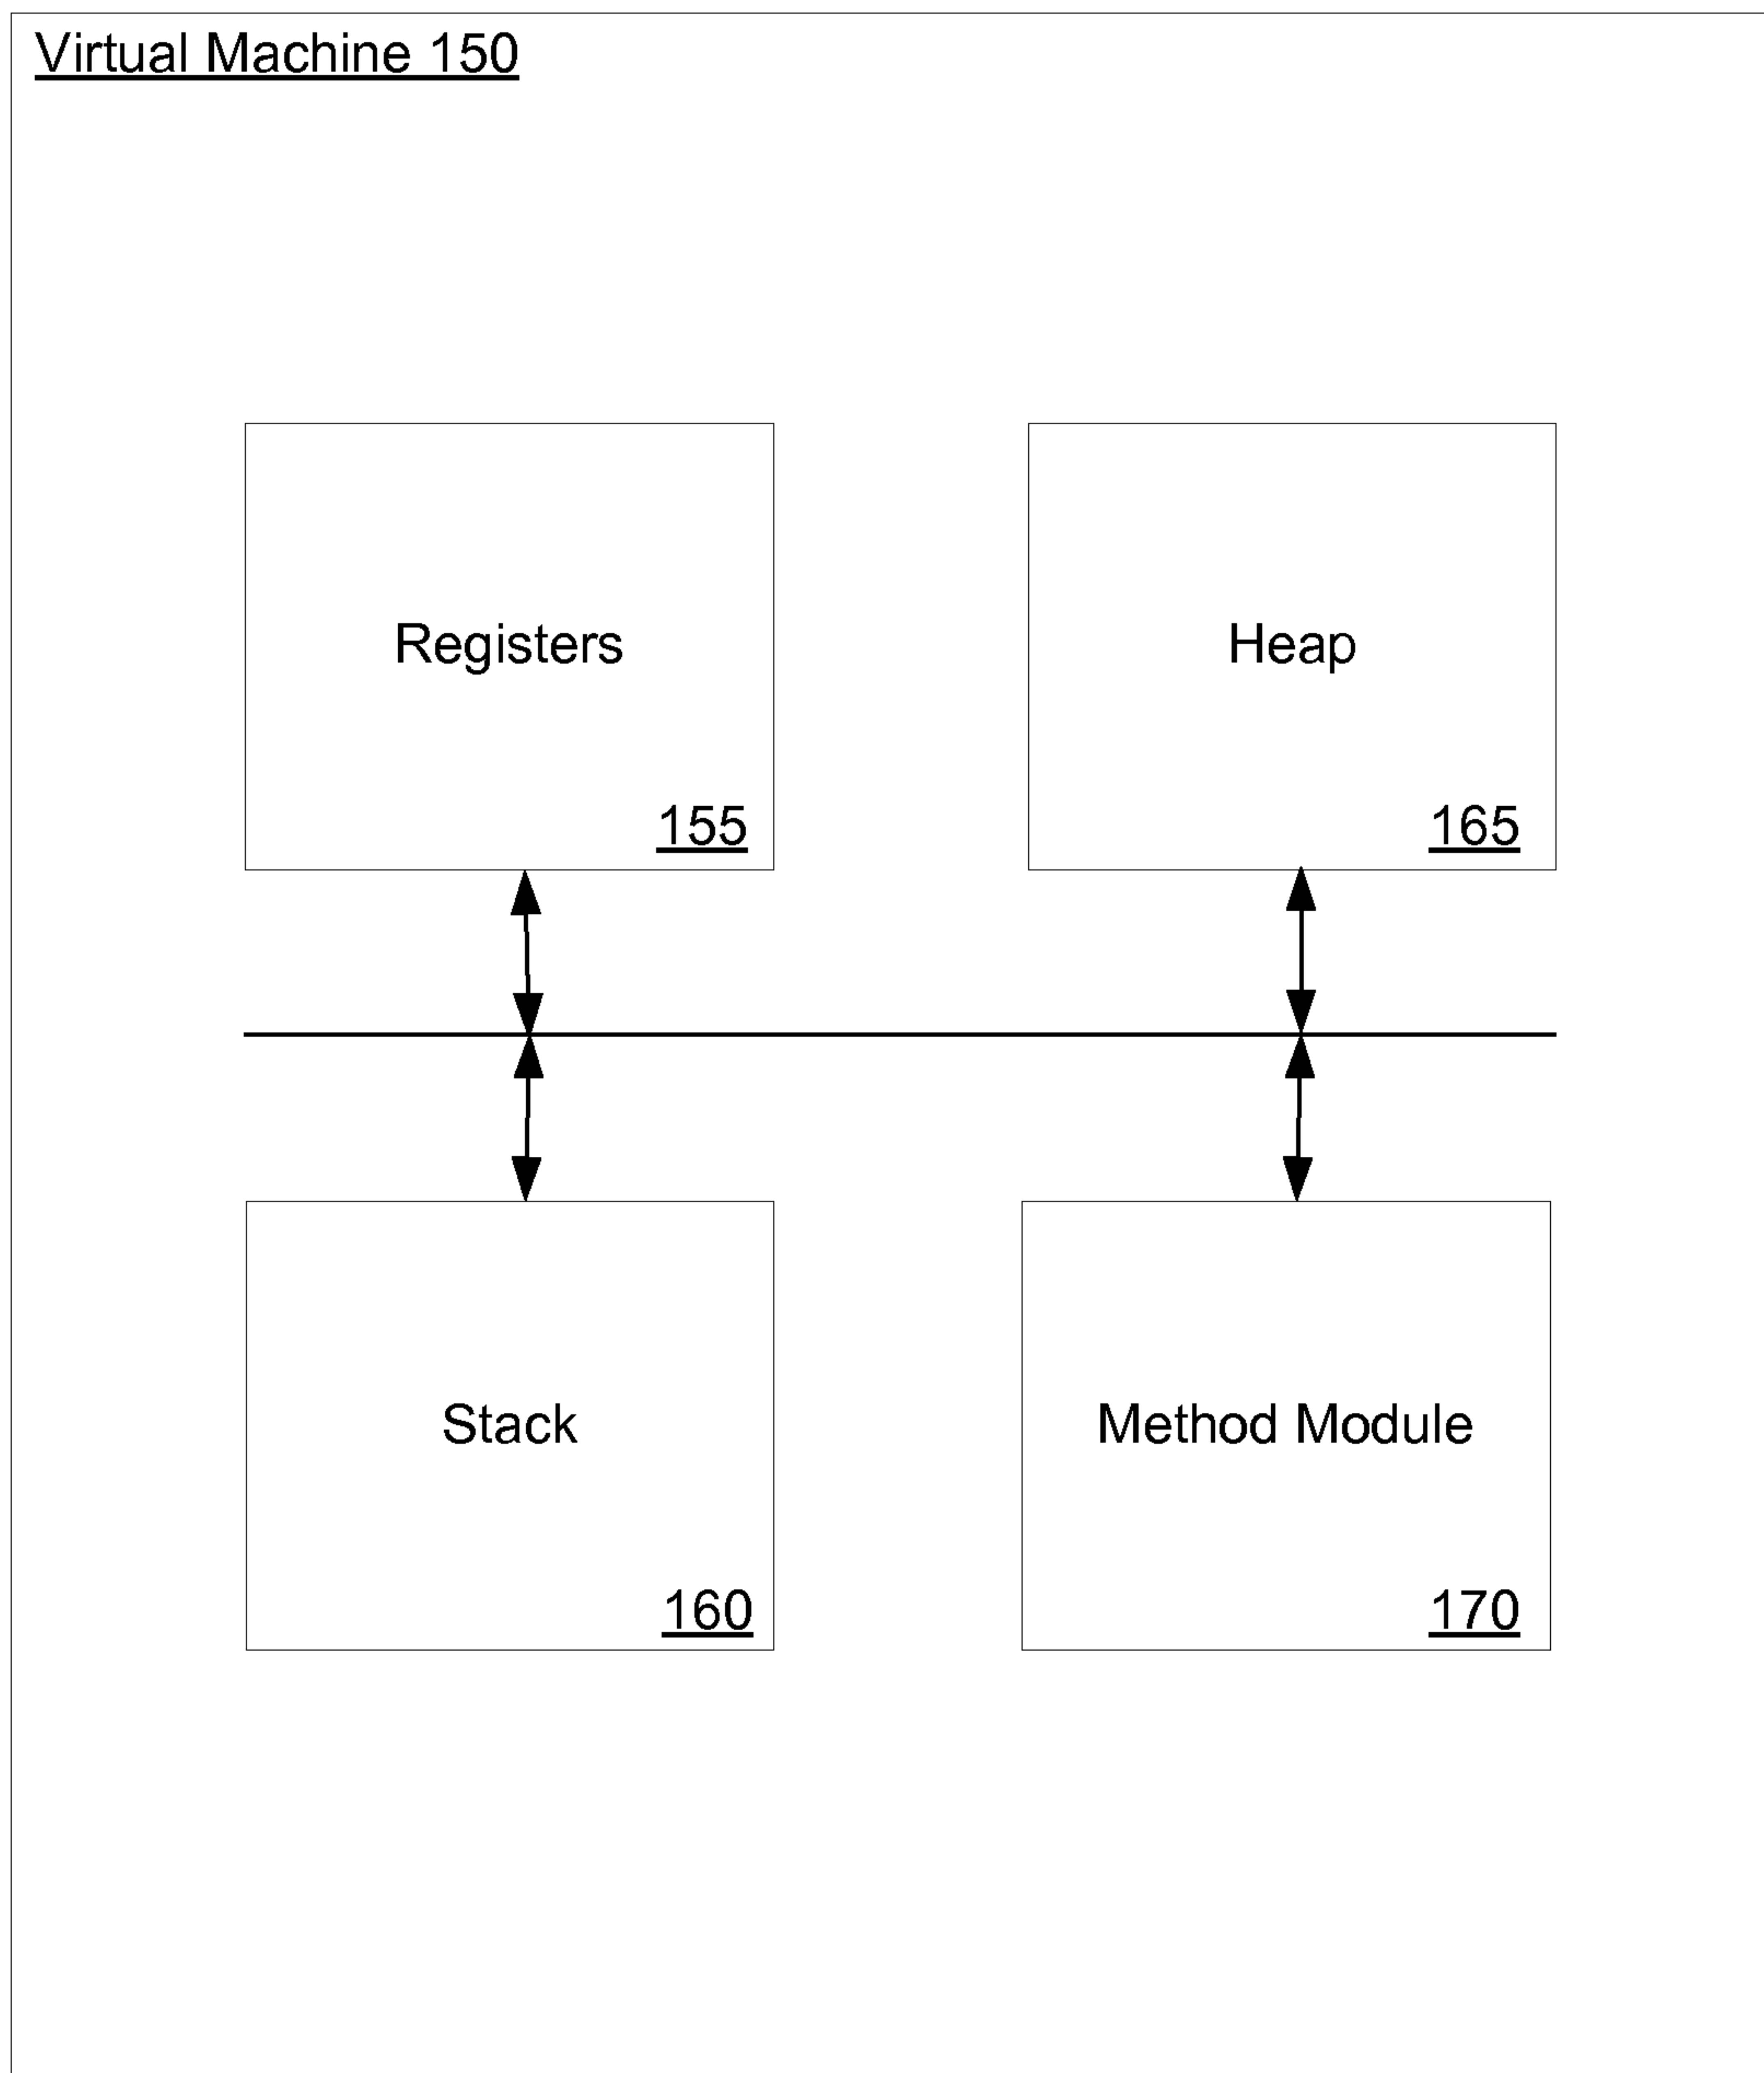 Virtual Machine 150
Registers
155
Heap
165
Stack
160
Method Module
170